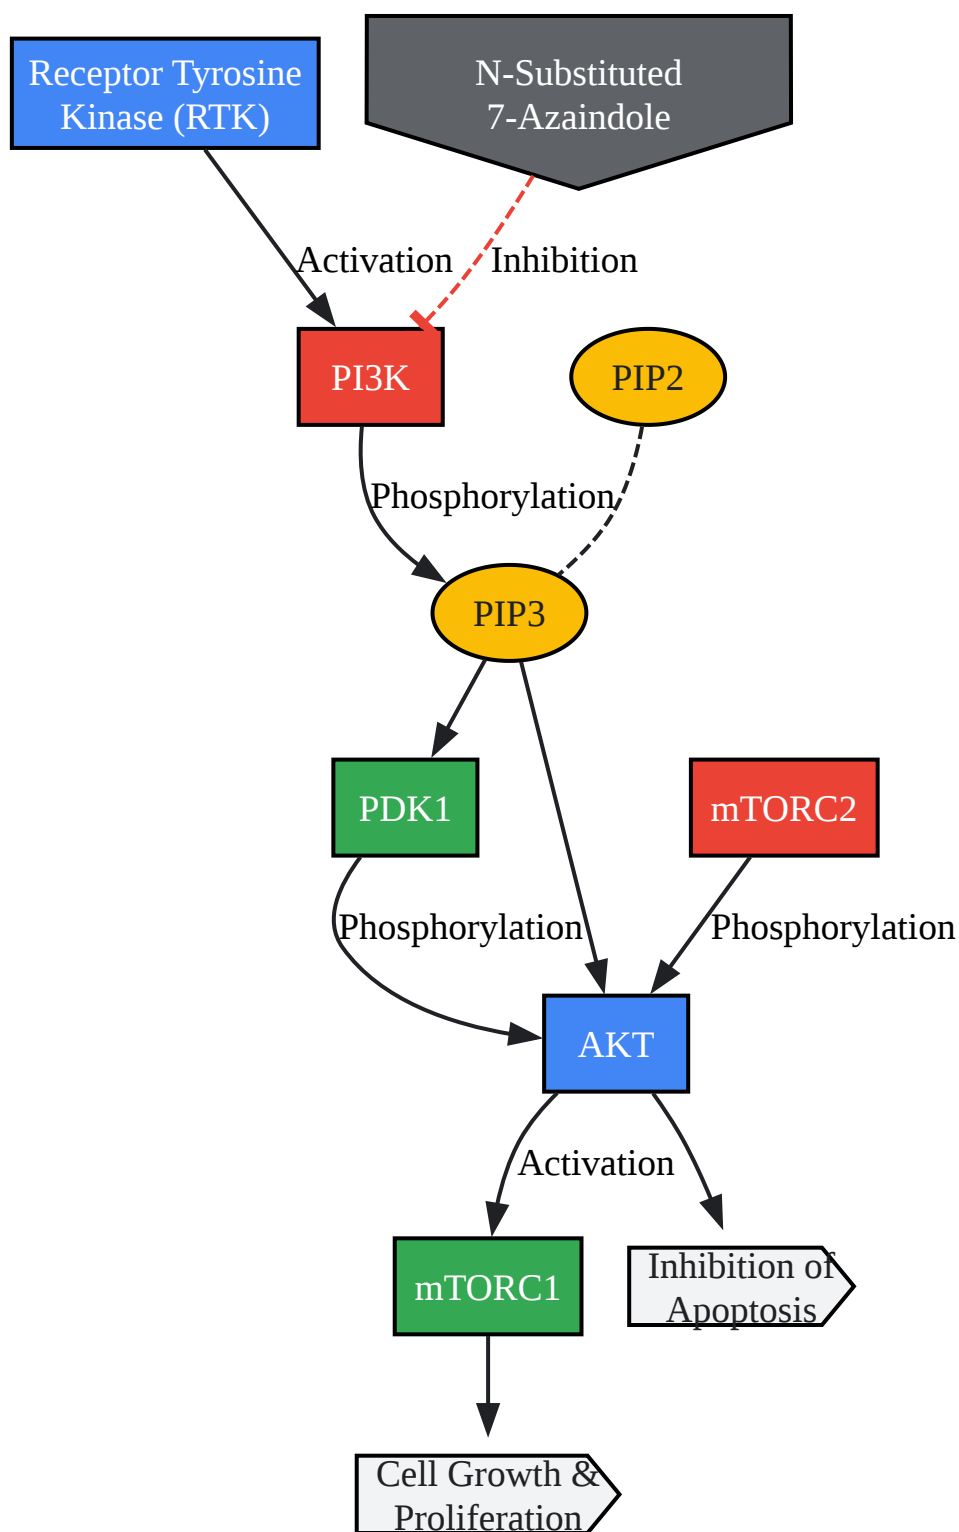 Receptor Tyrosine
Kinase (RTK)
N-Substituted
7-Azaindole
Activation
Inhibition
PI3K
PIP2
Phosphorylation
PIP3
PDK1
mTORC2
Phosphorylation
Phosphorylation
AKT
Activation
mTORC1
Inhibition of
Apoptosis
Cell Growth &
Proliferation